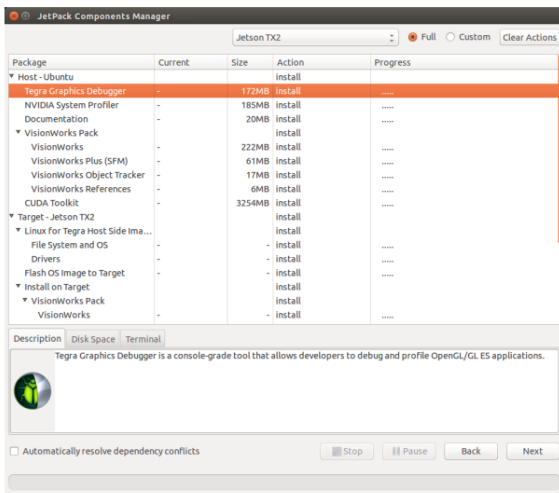 JetPack Components Manager
Jetson TX2 Full Custom Clear Actions
Package Current Size Action Progress
Host - Ubuntu install
Tegra Graphics Debugger - 172MB install .....
NVIDIA System Profiler - 185MB install .....
Documentation - 20MB install .....
VisionWorks Pack install
VisionWorks - 222MB install .....
VisionWorks Plus (SFM) - 61MB install .....
VisionWorks Object Tracker - 17MB install .....
VisionWorks References - 6MB install .....
CUDA Toolkit - 3254MB install .....
Target - Jetson TX2 install
Linux for Tegra Host Side Ima... install
File System and OS - - install .....
Drivers - - install .....
Flash OS Image to Target - - install .....
Install on Target install
VisionWorks Pack install
VisionWorks - - install .....
Description Disk Space Terminal
Tegra Graphics Debugger is a console-grade tool that allows developers to debug and profile OpenGL/GL ES applications.
Automatically resolve dependency conflicts Stop Pause Back Next